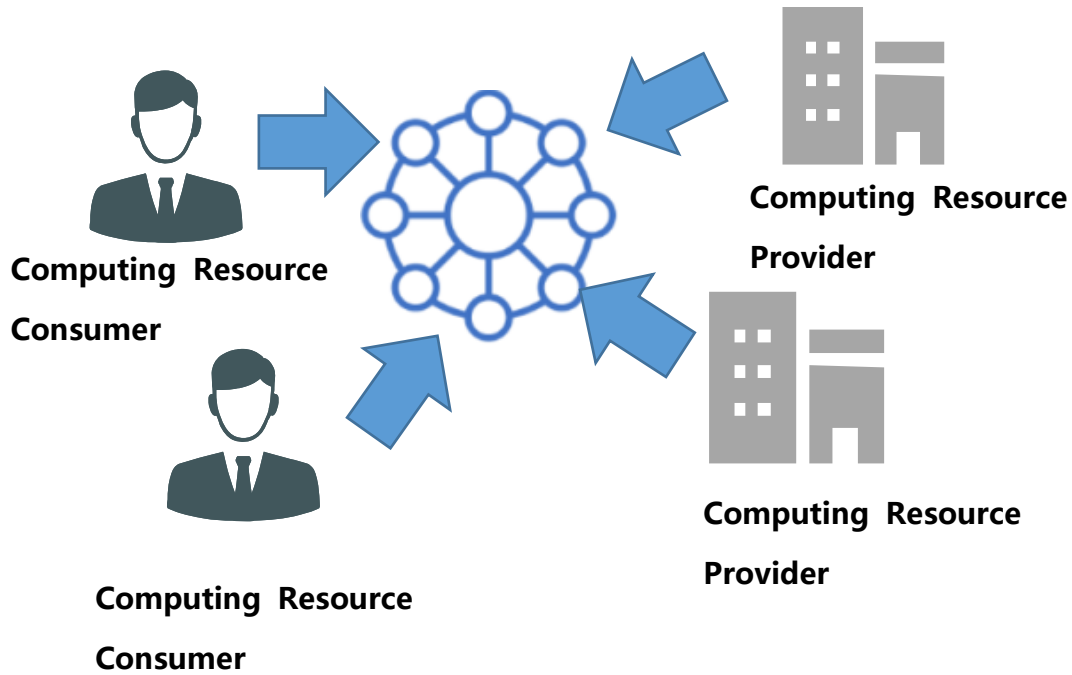 Computing Resource
Consumer
Computing Resource
Provider
Computing Resource
Consumer
Computing Resource
Provider